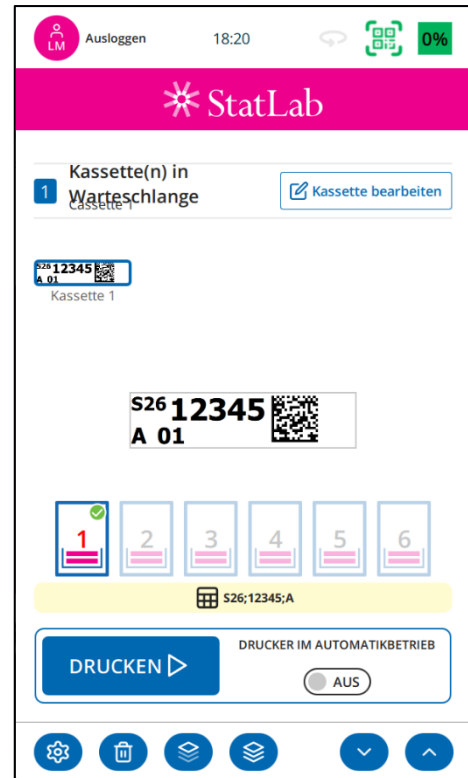 LM Ausloggen 18:20 0%
StatLab
1 Kassette(n) in Warteschlange
Cassette 1
Kassette bearbeiten
S26 12345
A 01
Kassette 1
S26 12345
A 01
1 2 3 4 5 6
S26;12345;A
DRUCKEN
DRUCKER IM AUTOMATIKBETRIEB
AUS